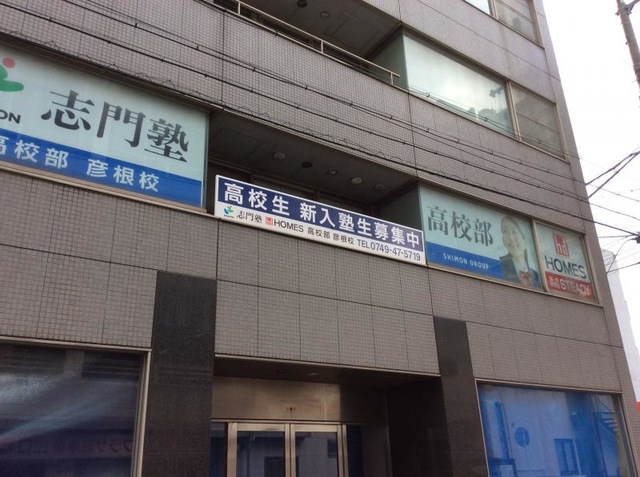 ON
志門塾
高校部 彦根校
高校生 新入塾生募集中
志門塾 HOMES 高校部 彦根校 TEL0749-47-5719
高校部
SHIMON GROUP
HOMES
STEADY